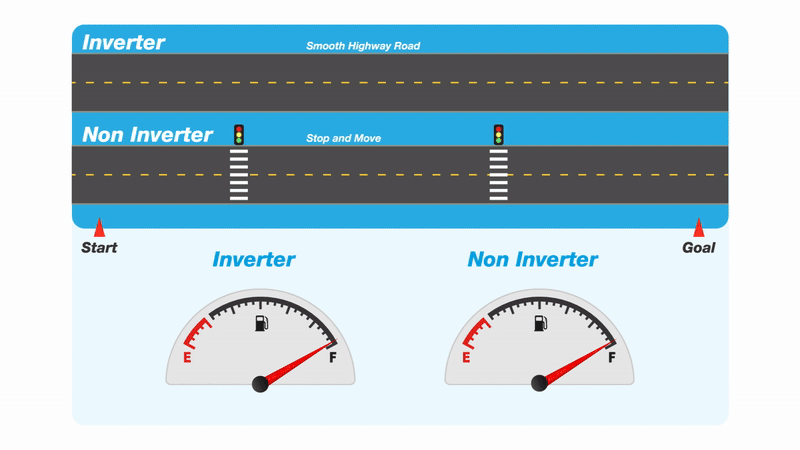 Inverter
Smooth Highway Road
Non Inverter
Stop and Move
Start
Goal
Inverter
Non Inverter
E
F
E
F